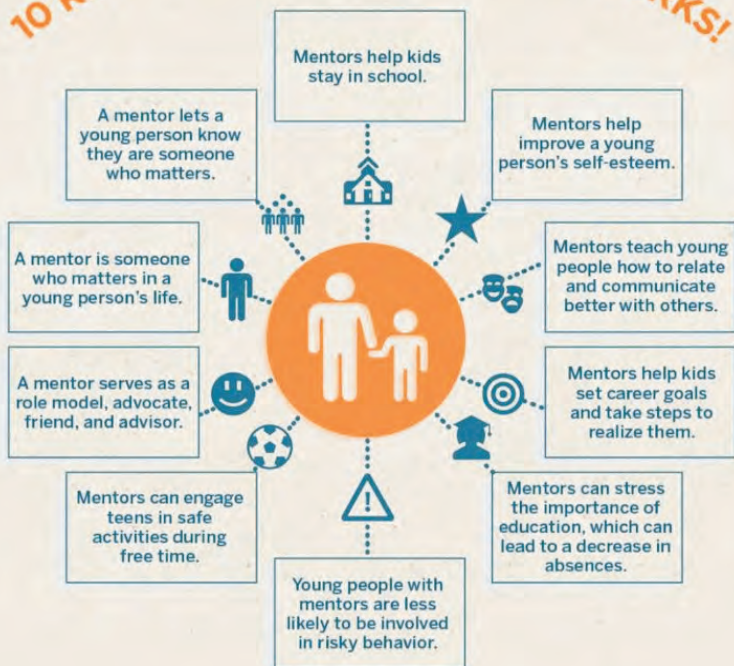 10
Mentors help kids
stay in school.
Mentors help
improve a young
person's self-esteem.
Mentors teach young
people how to relate
and communicate
better with others.
Mentors help kids
set career goals
and take steps to
realize them.
Mentors can stress
the importance of
education, which can
lead to a decrease in
absences.
Young people with
mentors are less
likely to be involved
in risky behavior.
Mentors can engage
teens in safe
activities during
free time.
A mentor serves as a
role model, advocate,
friend, and advisor.
A mentor is someone
who matters in a
young person's life.
A mentor lets a
young person know
they are someone
who matters.